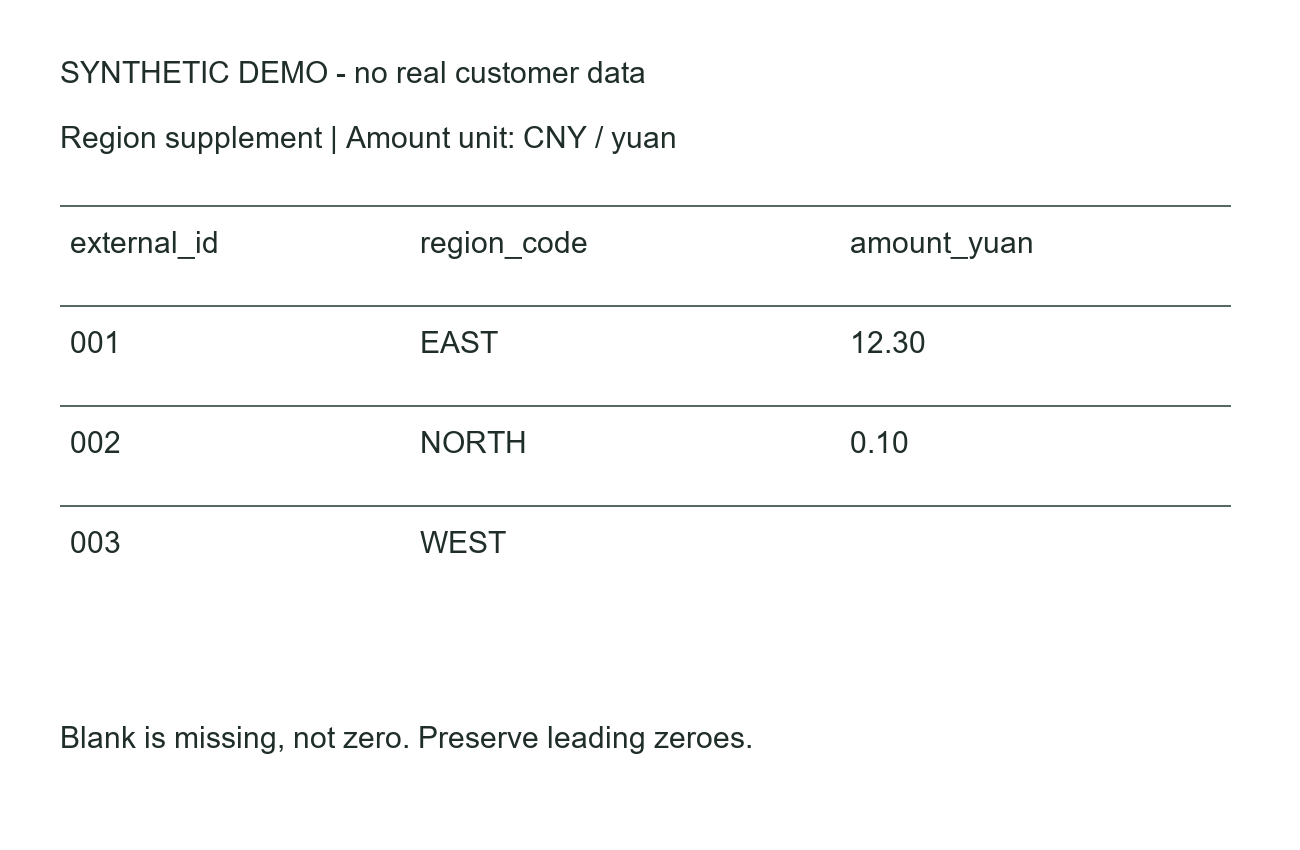 SYNTHETIC DEMO - no real customer data
Region supplement | Amount unit: CNY / yuan
external_id region_code amount_yuan
001 EAST 12.30
002 NORTH 0.10
003 WEST
Blank is missing, not zero. Preserve leading zeroes.